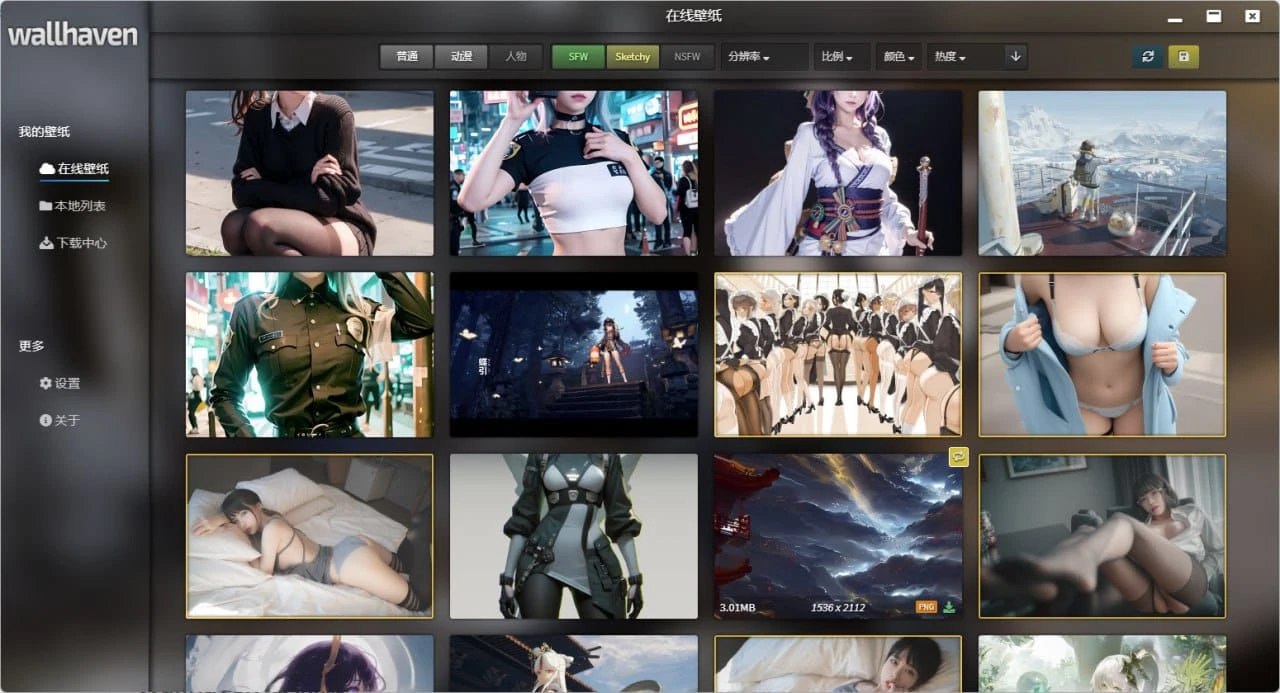 wallhaven
在线壁纸
普通 动漫 人物 SFW Sketchy NSFW 分辨率 比例 颜色 热度
我的壁纸
在线壁纸
本地列表
下载中心
更多
设置
关于
蝶引
3.01MB 1536 x 2112 PNG